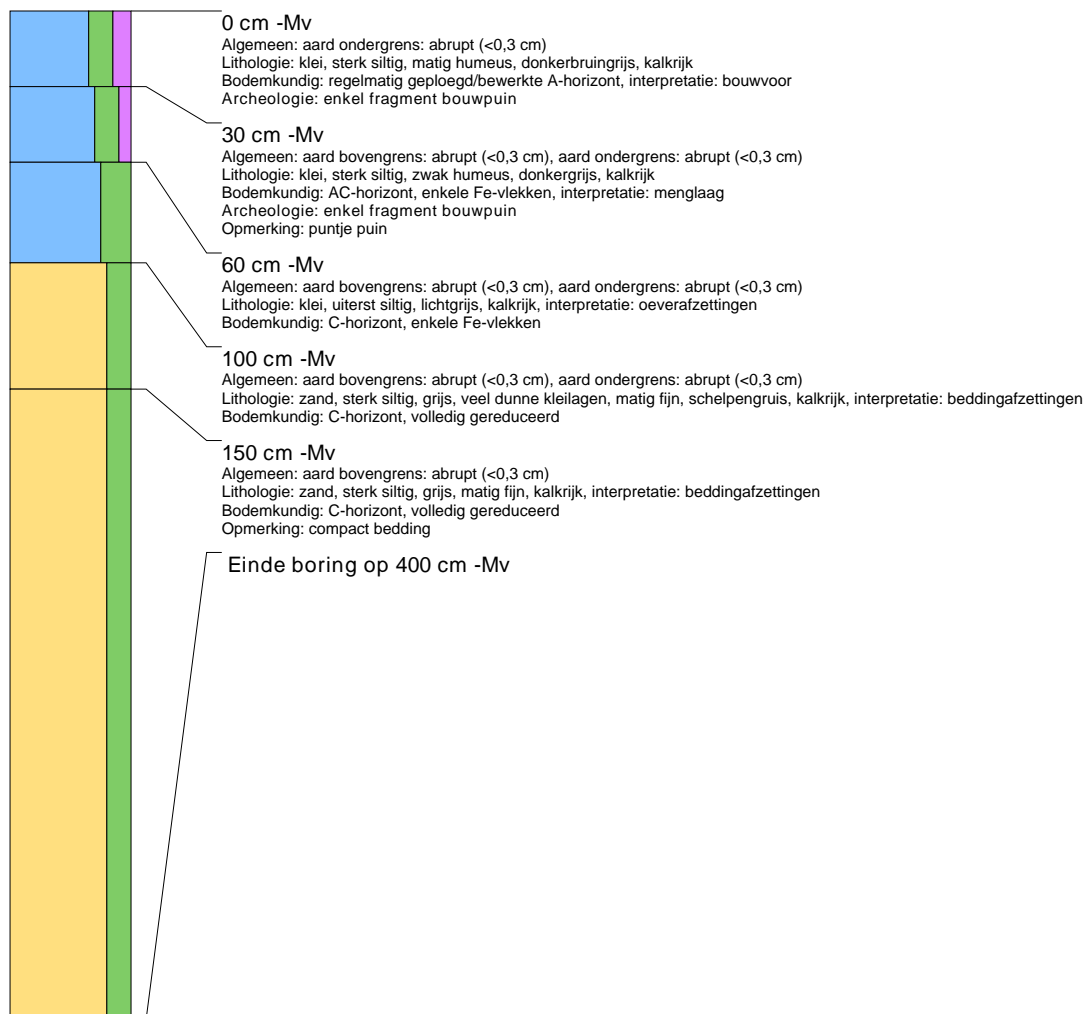 0 cm -Mv
Algemeen: aard ondergrens: abrupt (<0,3 cm)
Lithologie: klei, sterk siltig, matig humeus, donkerbruingrijs, kalkrijk
Bodemkundig: regelmatig geploegd/bewerkte A-horizont, interpretatie: bouwvoor
Archeologie: enkel fragment bouwpuin
30 cm -Mv
Algemeen: aard bovengrens: abrupt (<0,3 cm), aard ondergrens: abrupt (<0,3 cm)
Lithologie: klei, sterk siltig, zwak humeus, donkergrijs, kalkrijk
Bodemkundig: AC-horizont, enkele Fe-vlekken, interpretatie: menglaag
Archeologie: enkel fragment bouwpuin
Opmerking: puntje puin
60 cm -Mv
Algemeen: aard bovengrens: abrupt (<0,3 cm), aard ondergrens: abrupt (<0,3 cm)
Lithologie: klei, uiterst siltig, lichtgrijs, kalkrijk, interpretatie: oeverafzettingen
Bodemkundig: C-horizont, enkele Fe-vlekken
100 cm -Mv
Algemeen: aard bovengrens: abrupt (<0,3 cm), aard ondergrens: abrupt (<0,3 cm)
Lithologie: zand, sterk siltig, grijs, veel dunne kleilagen, matig fijn, schelpengruis, kalkrijk, interpretatie: beddingafzettingen
Bodemkundig: C-horizont, volledig gereduceerd
150 cm -Mv
Algemeen: aard bovengrens: abrupt (<0,3 cm)
Lithologie: zand, sterk siltig, grijs, matig fijn, kalkrijk, interpretatie: beddingafzettingen
Bodemkundig: C-horizont, volledig gereduceerd
Opmerking: compact bedding
Einde boring op 400 cm -Mv